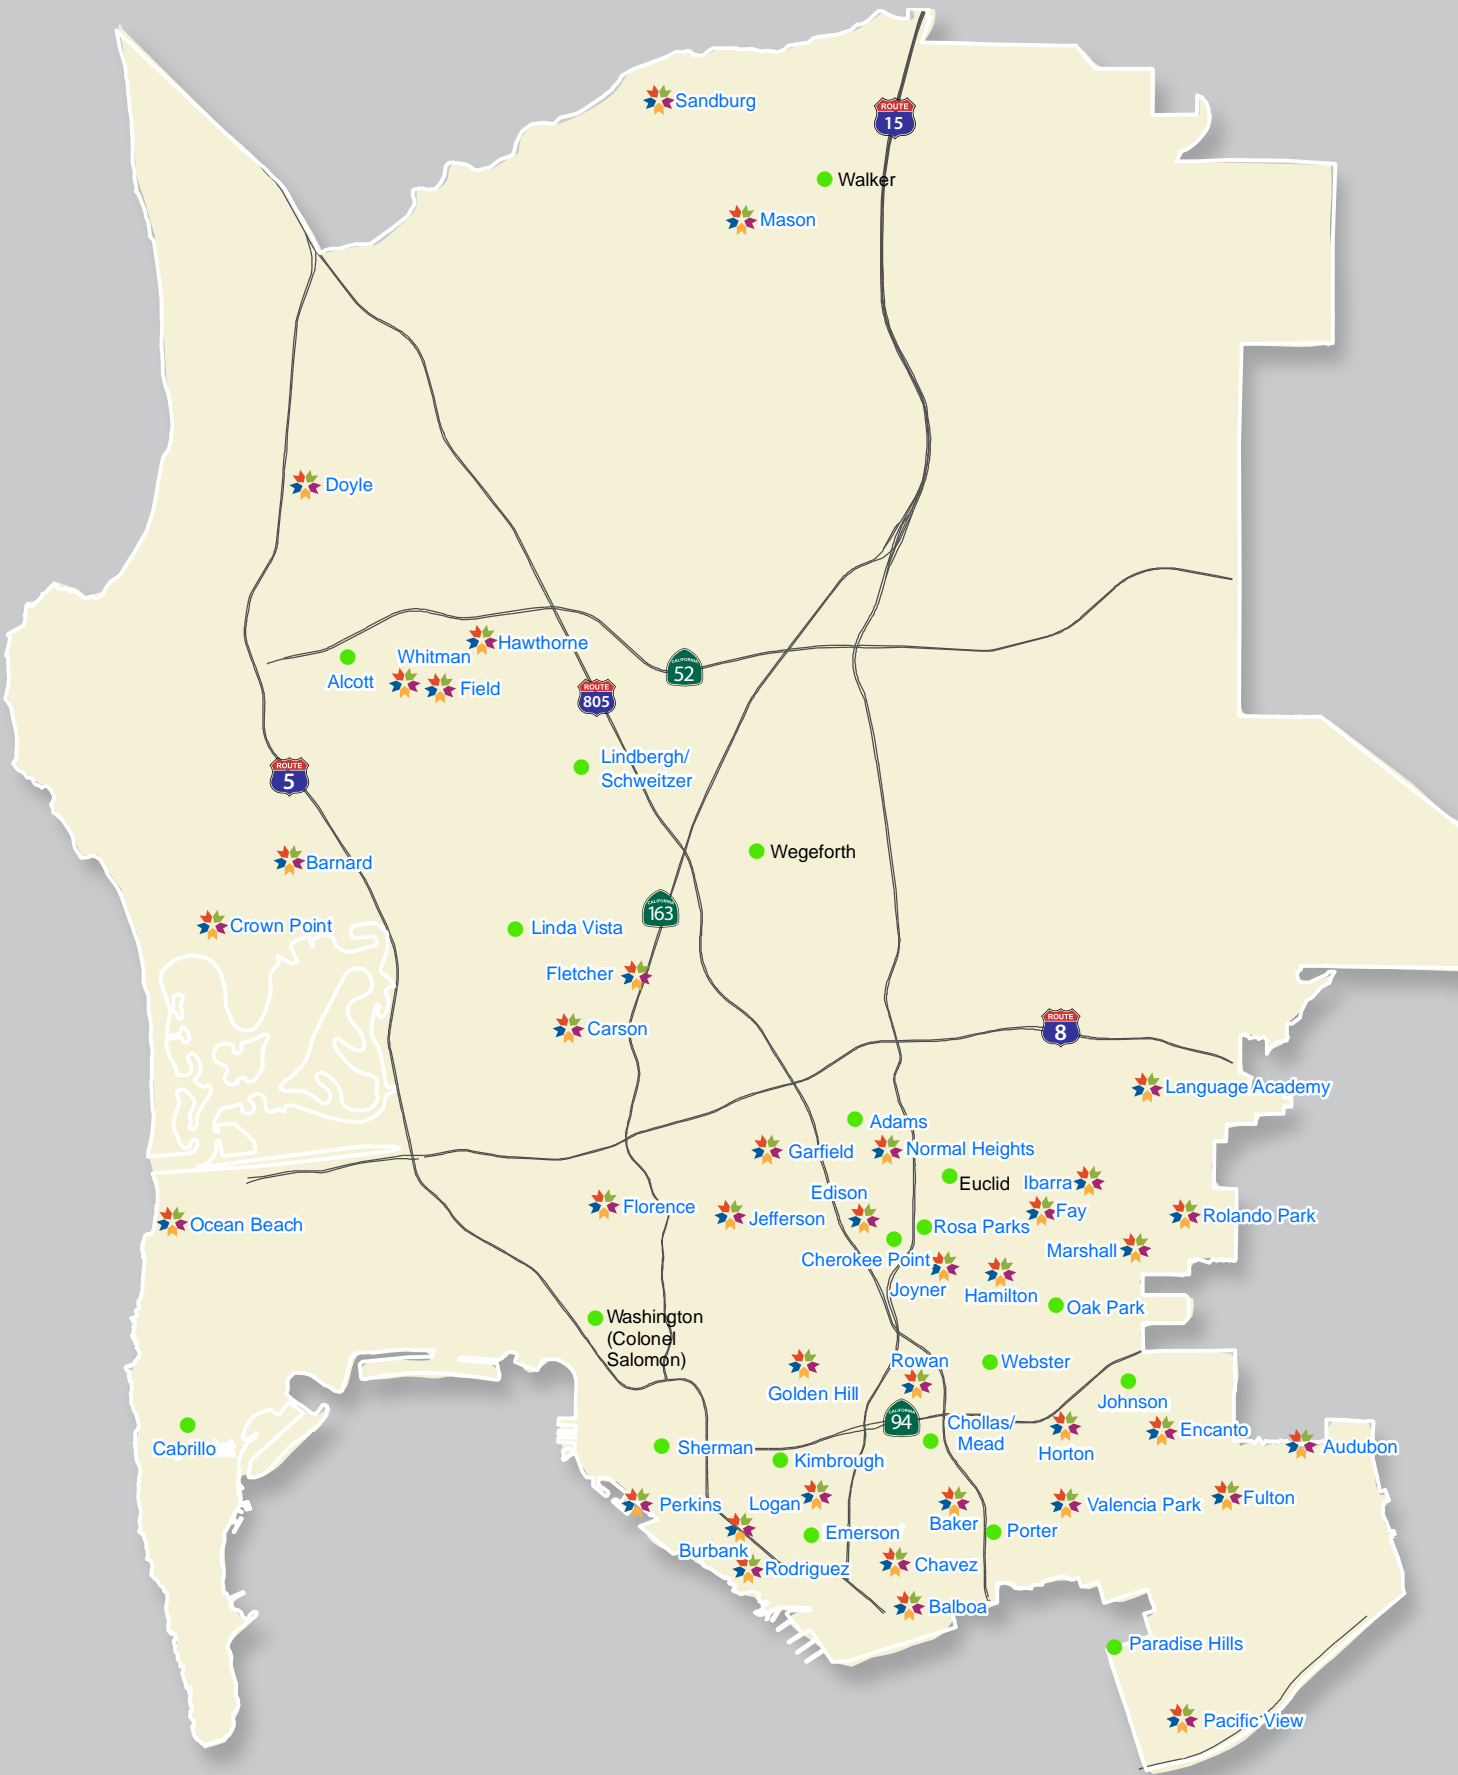 Sandburg
ROUTE
15
Walker
Mason
Doyle
Hawthorne
Whitman
CALIFORNIA
52
Alcott
Field
ROUTE
805
Lindbergh/
Schweitzer
ROUTE
5
Wegeforth
Barnard
CALIFORNIA
163
Crown Point
Linda Vista
Fletcher
Carson
ROUTE
8
Language Academy
Adams
Garfield
Normal Heights
Euclid
Ibarra
Edison
Florence
Fay
Jefferson
Rolando Park
Ocean Beach
Rosa Parks
Marshall
Cherokee Point
Joyner
Hamilton
Oak Park
Washington
(Colonel
Salomon)
Rowan
Webster
Golden Hill
Johnson
CALIFORNIA
94
Chollas/
Mead
Encanto
Cabrillo
Sherman
Horton
Audubon
Kimbrough
Perkins
Logan
Valencia Park
Fulton
Baker
Emerson
Porter
Burbank
Rodriguez
Chavez
Balboa
Paradise Hills
Pacific View